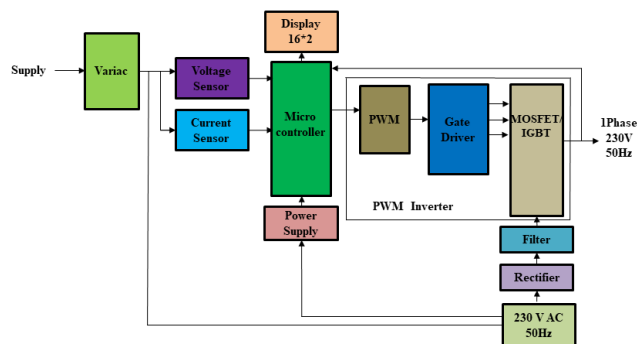 Display
16*2
Supply
Variac
Voltage
Sensor
Current
Sensor
Micro
controller
PWM
Gate
Driver
MOSFET/
IGBT
1Phase
230V
50Hz
PWM Inverter
Power
Supply
Filter
Rectifier
230 V AC
50Hz